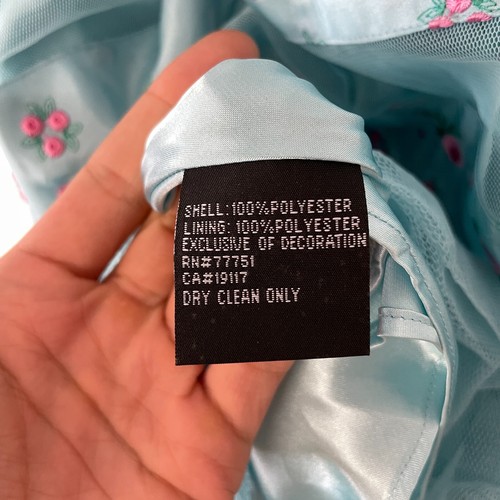 SHELL:100%POLYESTER
LINING: 100%POLYESTER
EXCLUSIVE OF DECORATION
RN#77751
CA#19117
DRY CLEAN ONLY